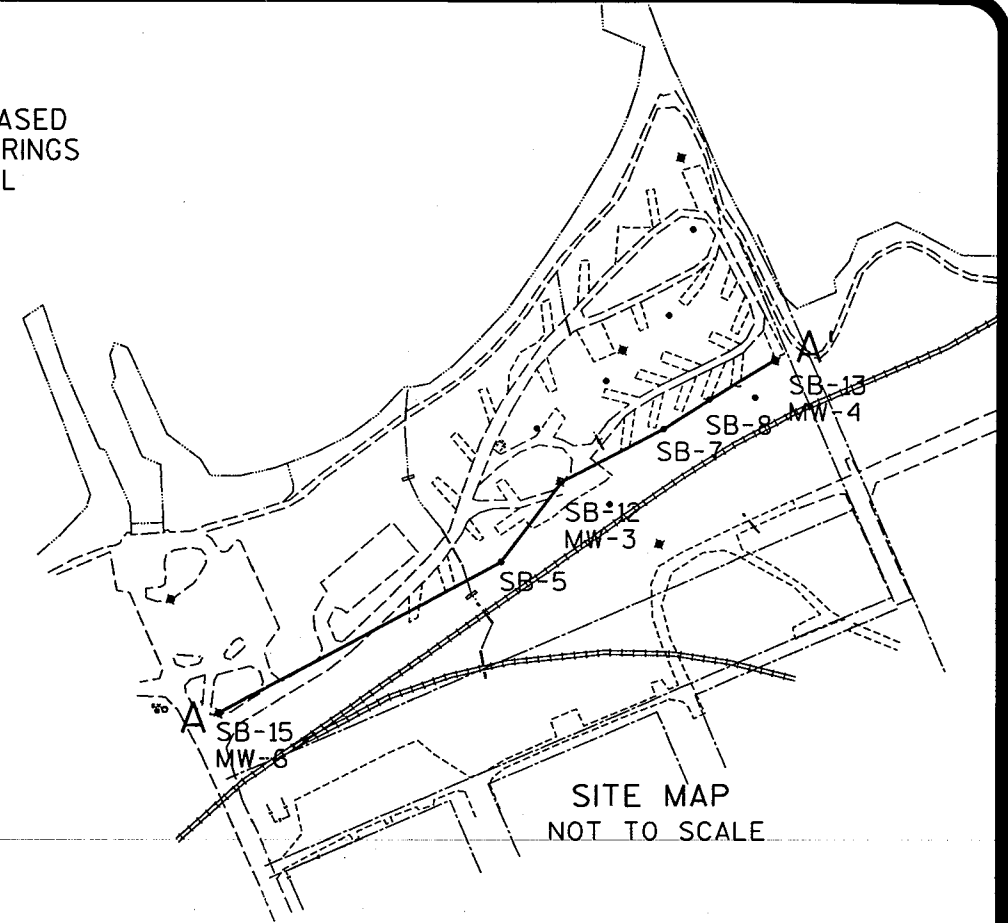 ASED
RINGS
L
A'
SB-13
MW-4
SB-8
SB-7
SB-12
MW-3
SB-5
A
SB-15
MW-6
SITE MAP
NOT TO SCALE